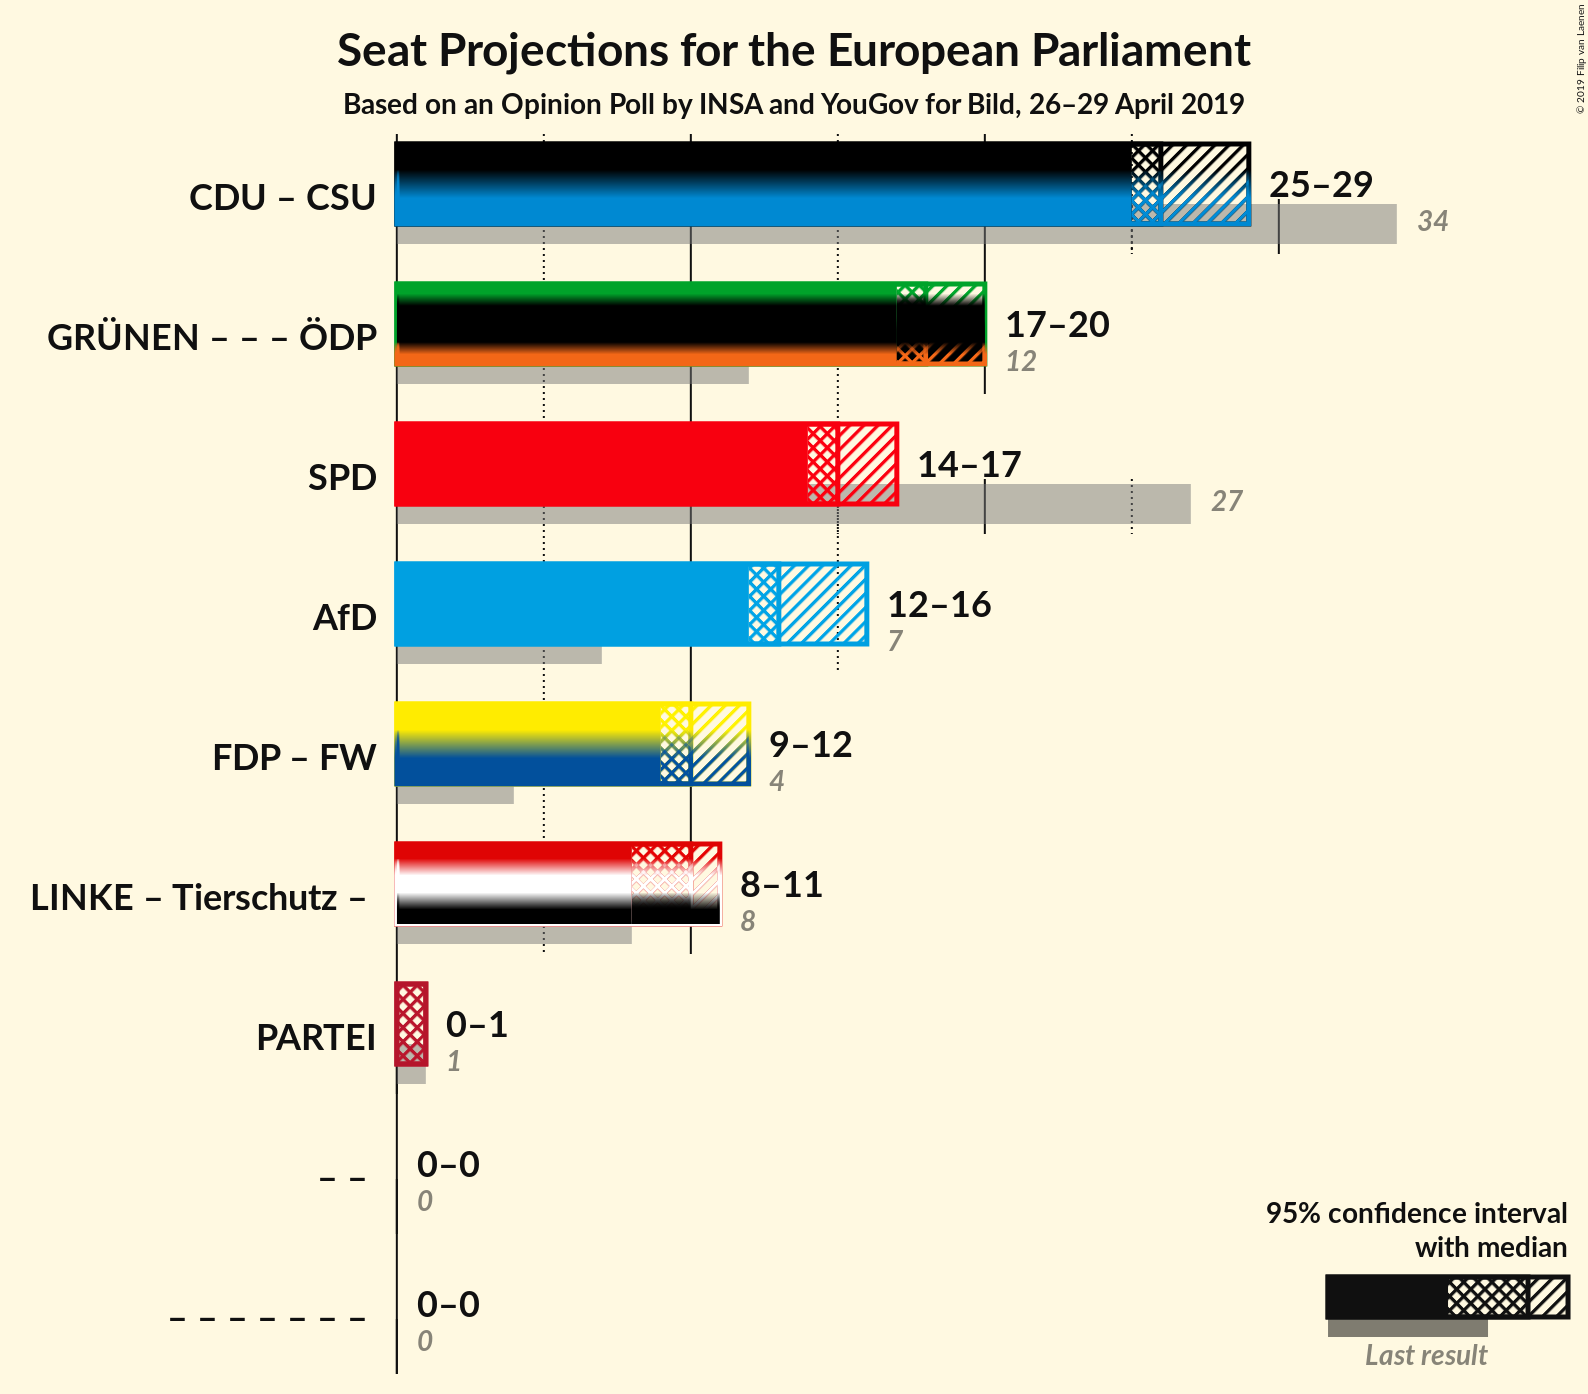 Seat Projections for the European Parliament
Based on an Opinion Poll by INSA and YouGov for Bild, 26–29 April 2019
© 2019 Filip van Laenen
CDU – CSU
25–29
34
GRÜNEN – – – ÖDP
17–20
12
SPD
14–17
27
AfD
12–16
7
FDP – FW
9–12
4
LINKE – Tierschutz –
8–11
8
PARTEI
0–1
1
– –
0–0
0
– – – – – – –
0–0
0
95% confidence interval
with median
Last result